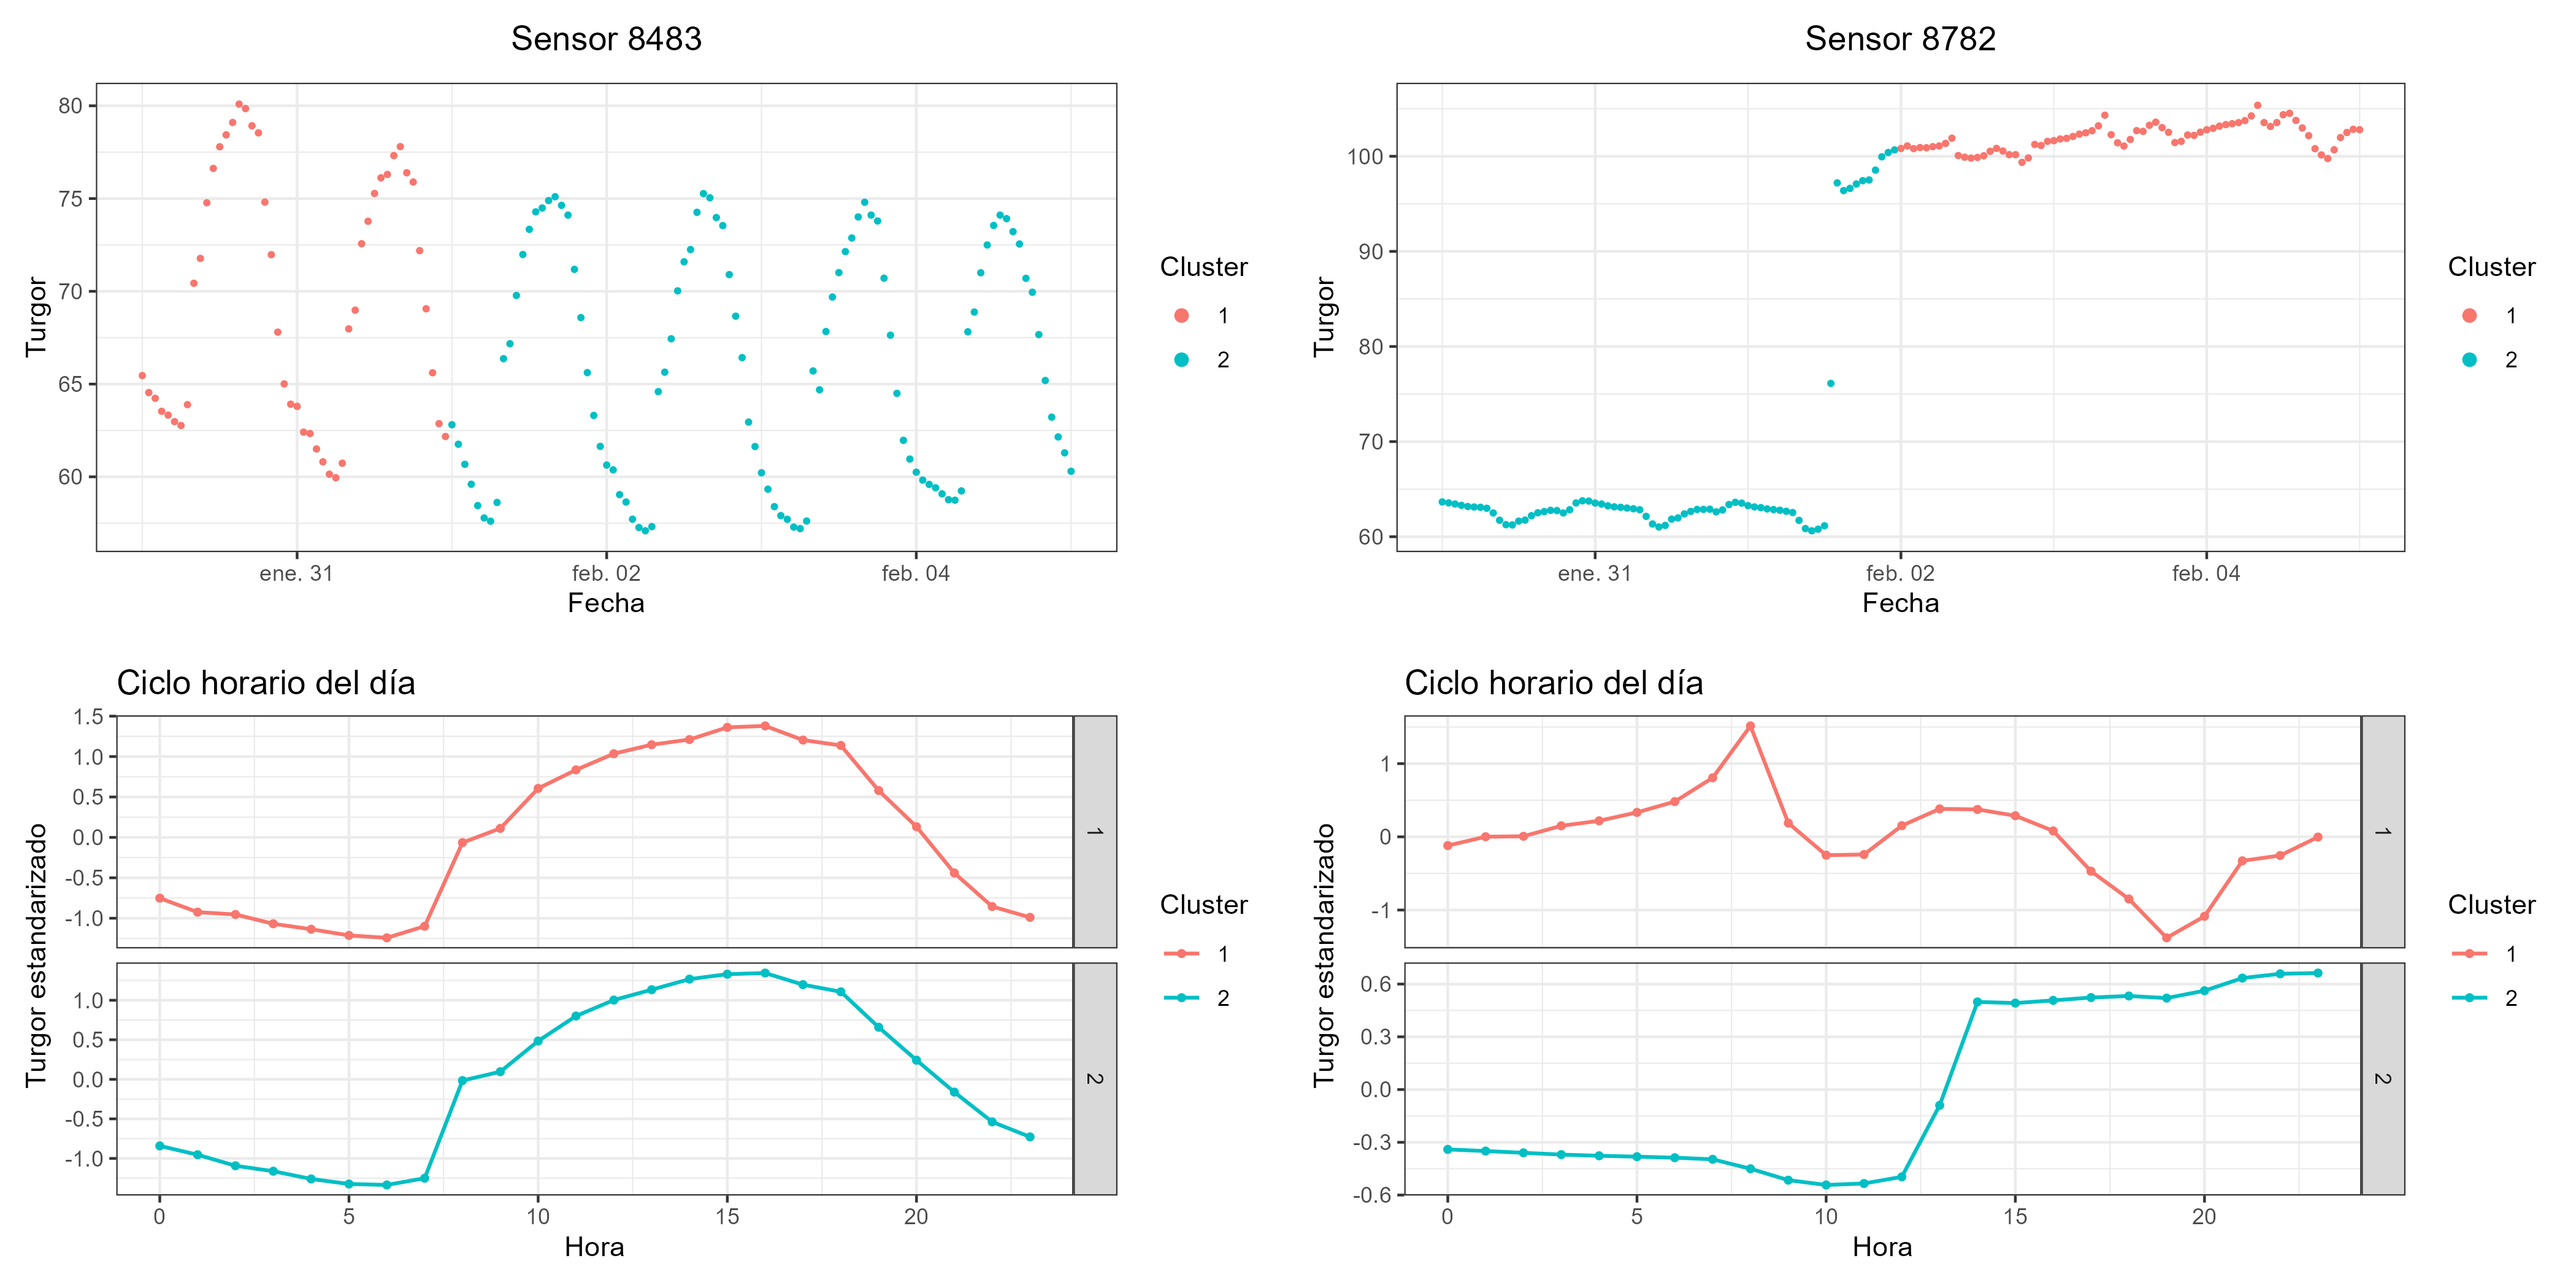 Sensor 8483
80
75
70
65
60
Turgor
ene. 31
feb. 02
feb. 04
Fecha
Cluster
1
2
Sensor 8782
100
90
80
70
60
Turgor
ene. 31
feb. 02
feb. 04
Fecha
Cluster
1
2
Ciclo horario del día
1.5
1.0
0.5
0.0
-0.5
-1.0
1
1.0
0.5
0.0
-0.5
-1.0
2
Turgor estandarizado
0
5
10
15
20
Hora
Cluster
1
2
Ciclo horario del día
1
0
-1
1
0.6
0.3
0.0
-0.3
-0.6
2
Turgor estandarizado
0
5
10
15
20
Hora
Cluster
1
2